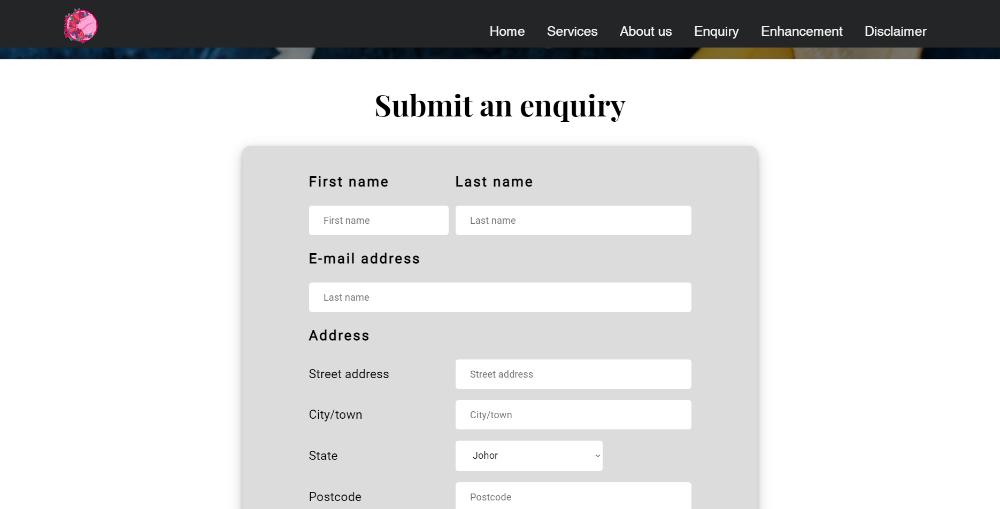 Home Services About us Enquiry Enhancement Disclaimer
Submit an enquiry
First name Last name
First name Last name
E-mail address
Last name
Address
Street address Street address
City/town City/town
State Johor
Postcode Postcode